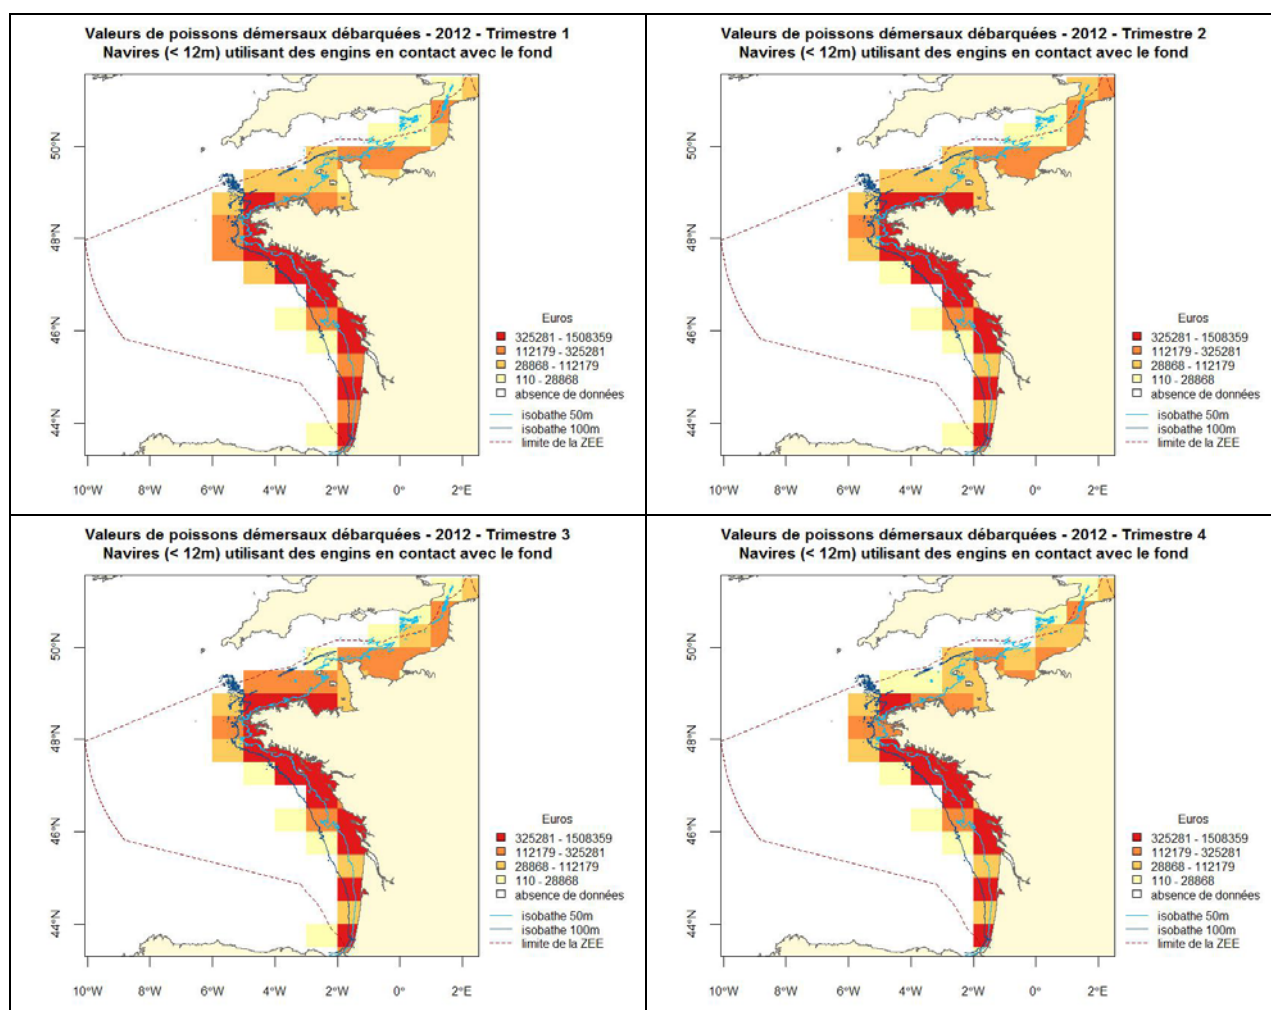 Valeurs de poissons démersaux débarquées - 2012 - Trimestre 1
Navires (< 12m) utilisant des engins en contact avec le fond
50°N
48°N
46°N
44°N
Euros
325281 - 1508359
112179 - 325281
28868 - 112179
110 - 28868
absence de données
isobathe 50m
isobathe 100m
limite de la ZEE
10°W 8°W 6°W 4°W 2°W 0° 2°E
Valeurs de poissons démersaux débarquées - 2012 - Trimestre 2
Navires (< 12m) utilisant des engins en contact avec le fond
50°N
48°N
46°N
44°N
Euros
325281 - 1508359
112179 - 325281
28868 - 112179
110 - 28868
absence de données
isobathe 50m
isobathe 100m
limite de la ZEE
10°W 8°W 6°W 4°W 2°W 0° 2°E
Valeurs de poissons démersaux débarquées - 2012 - Trimestre 3
Navires (< 12m) utilisant des engins en contact avec le fond
50°N
48°N
46°N
44°N
Euros
325281 - 1508359
112179 - 325281
28868 - 112179
110 - 28868
absence de données
isobathe 50m
isobathe 100m
limite de la ZEE
10°W 8°W 6°W 4°W 2°W 0° 2°E
Valeurs de poissons démersaux débarquées - 2012 - Trimestre 4
Navires (< 12m) utilisant des engins en contact avec le fond
50°N
48°N
46°N
44°N
Euros
325281 - 1508359
112179 - 325281
28868 - 112179
110 - 28868
absence de données
isobathe 50m
isobathe 100m
limite de la ZEE
10°W 8°W 6°W 4°W 2°W 0° 2°E